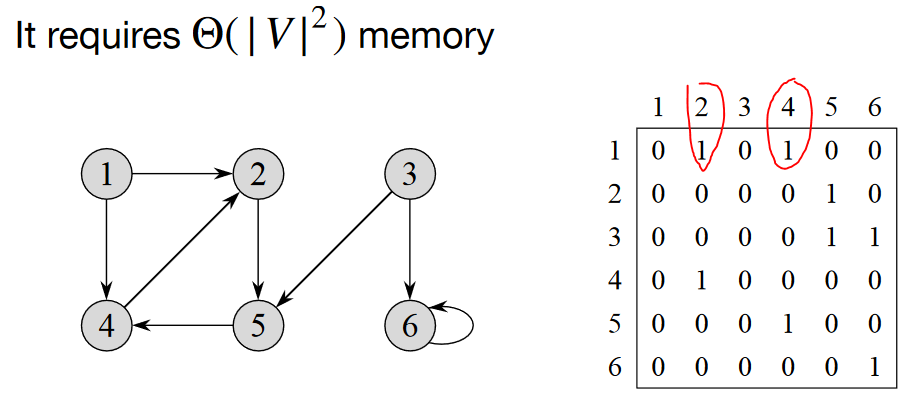 It requires Θ(|V|²) memory
1 2 3
4 5 6
1 2 3 4 5 6
1 0 1 0 1 0 0
2 0 0 0 0 1 0
3 0 0 0 0 1 1
4 0 1 0 0 0 0
5 0 0 0 1 0 0
6 0 0 0 0 0 1